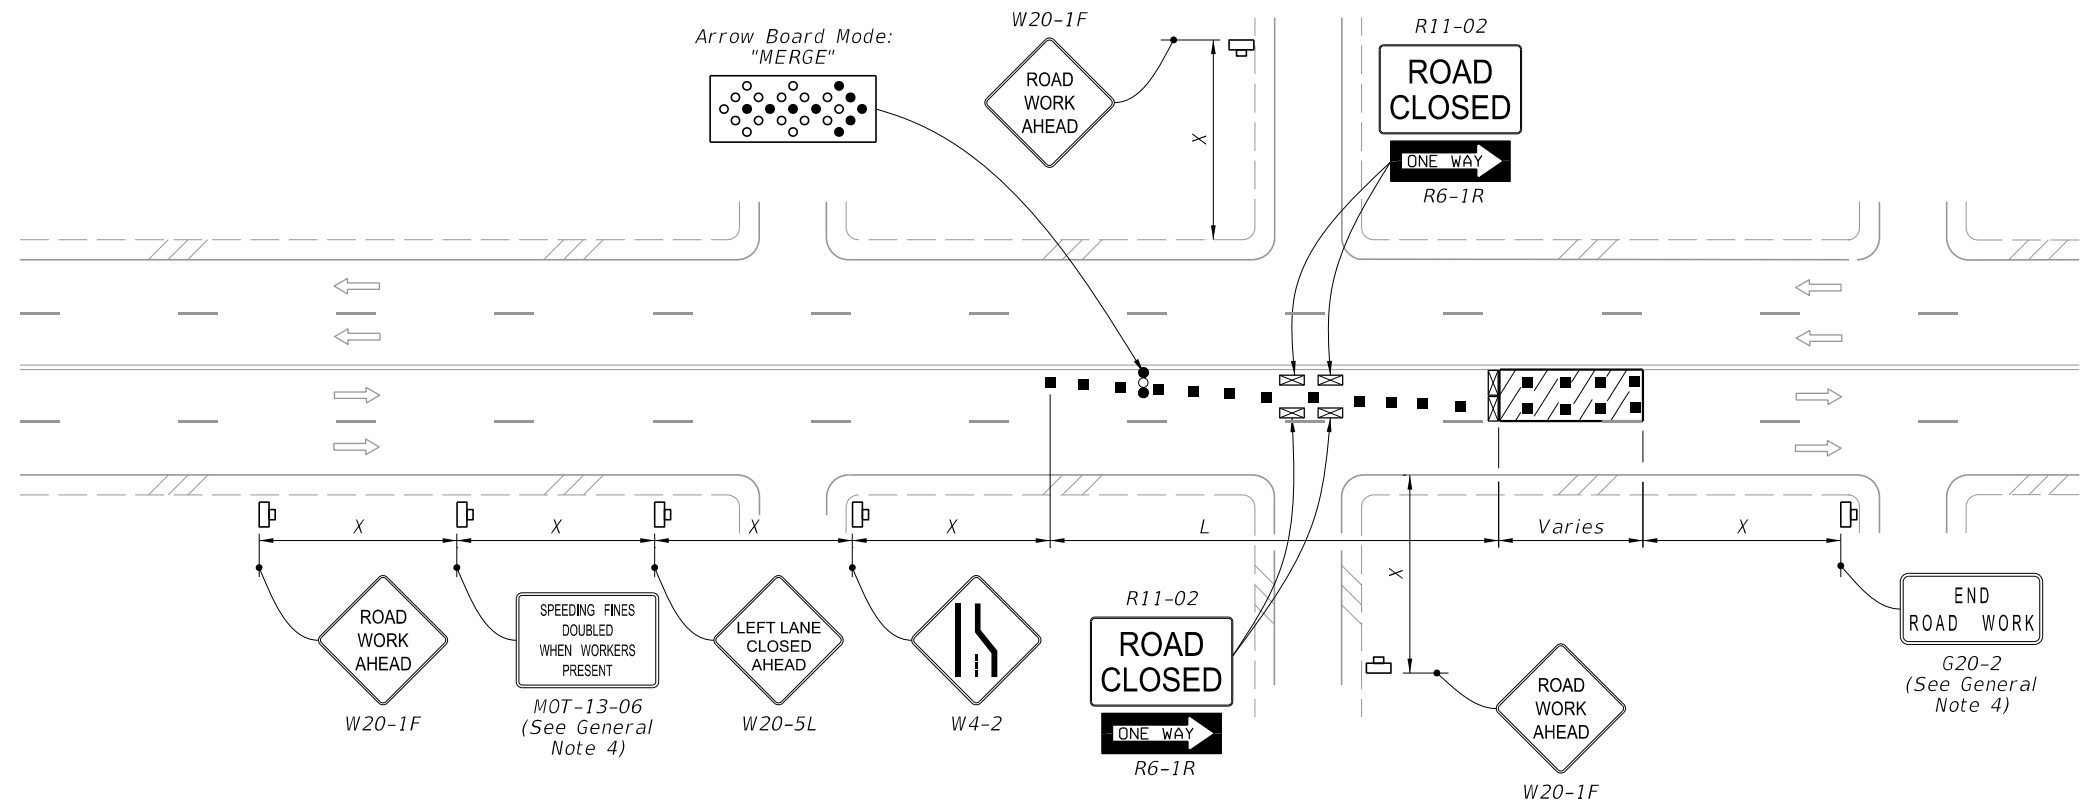 Arrow Board Mode:
"MERGE"
W20-1F
ROAD
WORK
AHEAD
X
R11-02
ROAD
CLOSED
ONE WAY
R6-1R
X
X
X
X
L
Varies
X
X
ROAD
WORK
AHEAD
W20-1F
SPEEDING FINES
DOUBLED
WHEN WORKERS
PRESENT
MOT-13-06
(See General
Note 4)
LEFT LANE
CLOSED
AHEAD
W20-5L
W4-2
R11-02
ROAD
CLOSED
ONE WAY
R6-1R
ROAD
WORK
AHEAD
W20-1F
END
ROAD WORK
G20-2
(See General
Note 4)